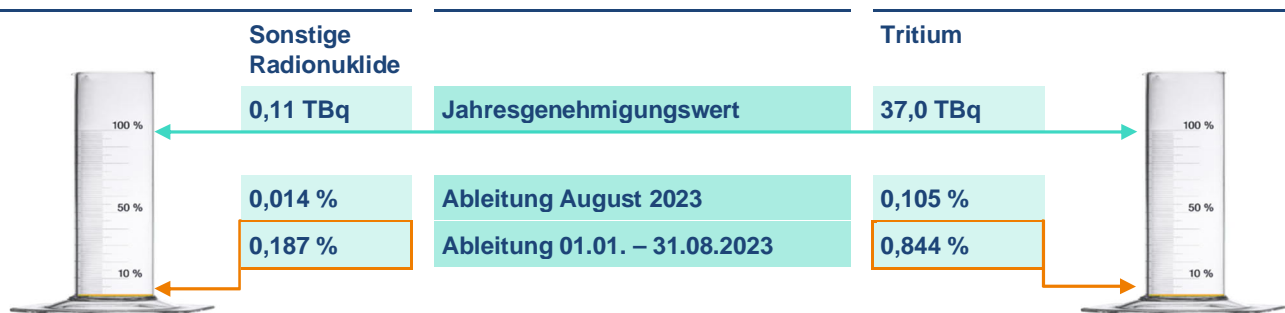 Sonstige
Radionuklide
Tritium
0,11 TBq
Jahresgenehmigungswert
37,0 TBq
100 %
100 %
0,014 %
Ableitung August 2023
0,105 %
50 %
50 %
0,187 %
Ableitung 01.01. – 31.08.2023
0,844 %
10 %
10 %